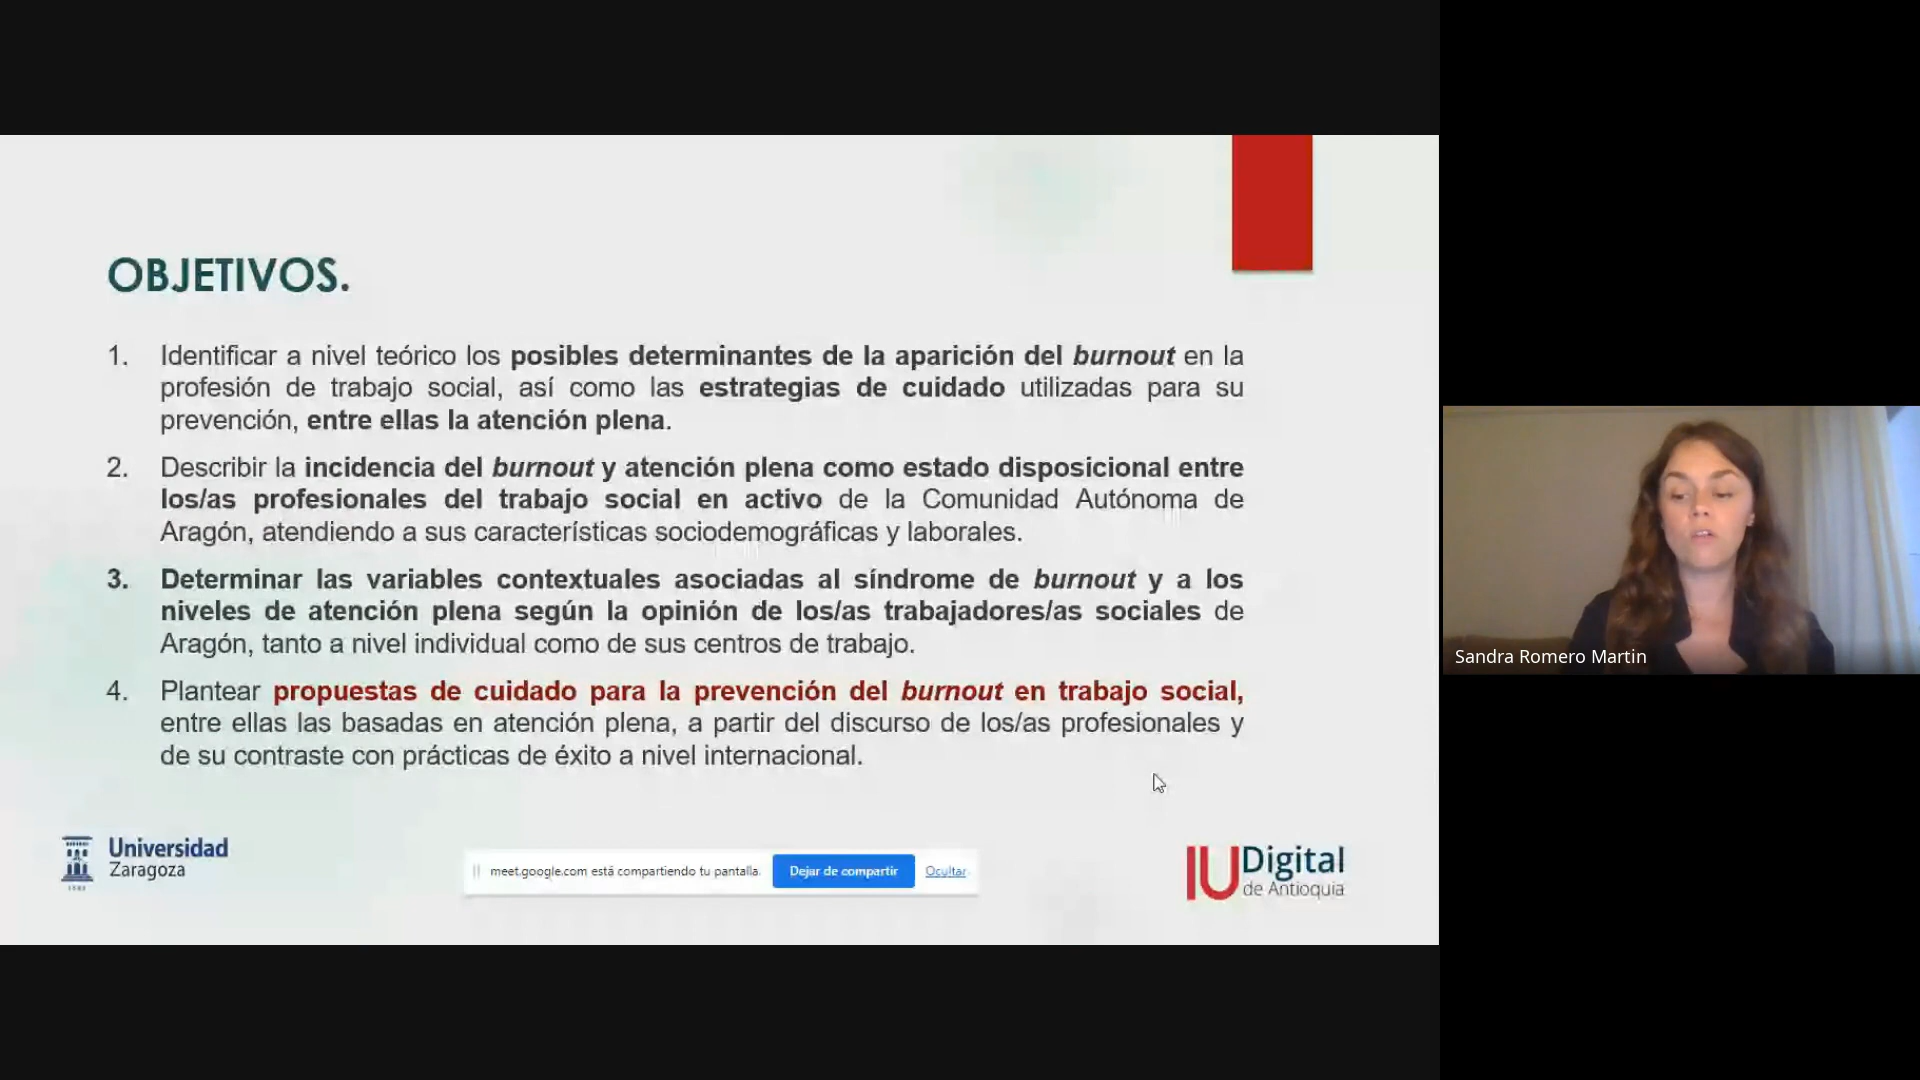 OBJETIVOS.
1. Identificar a nivel teórico los posibles determinantes de la aparición del burnout en la
profesión de trabajo social, así como las estrategias de cuidado utilizadas para su
prevención, entre ellas la atención plena.
2. Describir la incidencia del burnout y atención plena como estado disposicional entre
los/as profesionales del trabajo social en activo de la Comunidad Autónoma de
Aragón, atendiendo a sus características sociodemográficas y laborales.
3. Determinar las variables contextuales asociadas al síndrome de burnout y a los
niveles de atención plena según la opinión de los/as trabajadores/as sociales de
Aragón, tanto a nivel individual como de sus centros de trabajo.
4. Plantear propuestas de cuidado para la prevención del burnout en trabajo social,
entre ellas las basadas en atención plena, a partir del discurso de los/as profesionales y
de su contraste con prácticas de éxito a nivel internacional.
Universidad
Zaragoza
meet.google.com está compartiendo tu pantalla.
Dejar de compartir
Ocultar
IU Digital
de Antioquia
Sandra Romero Martin